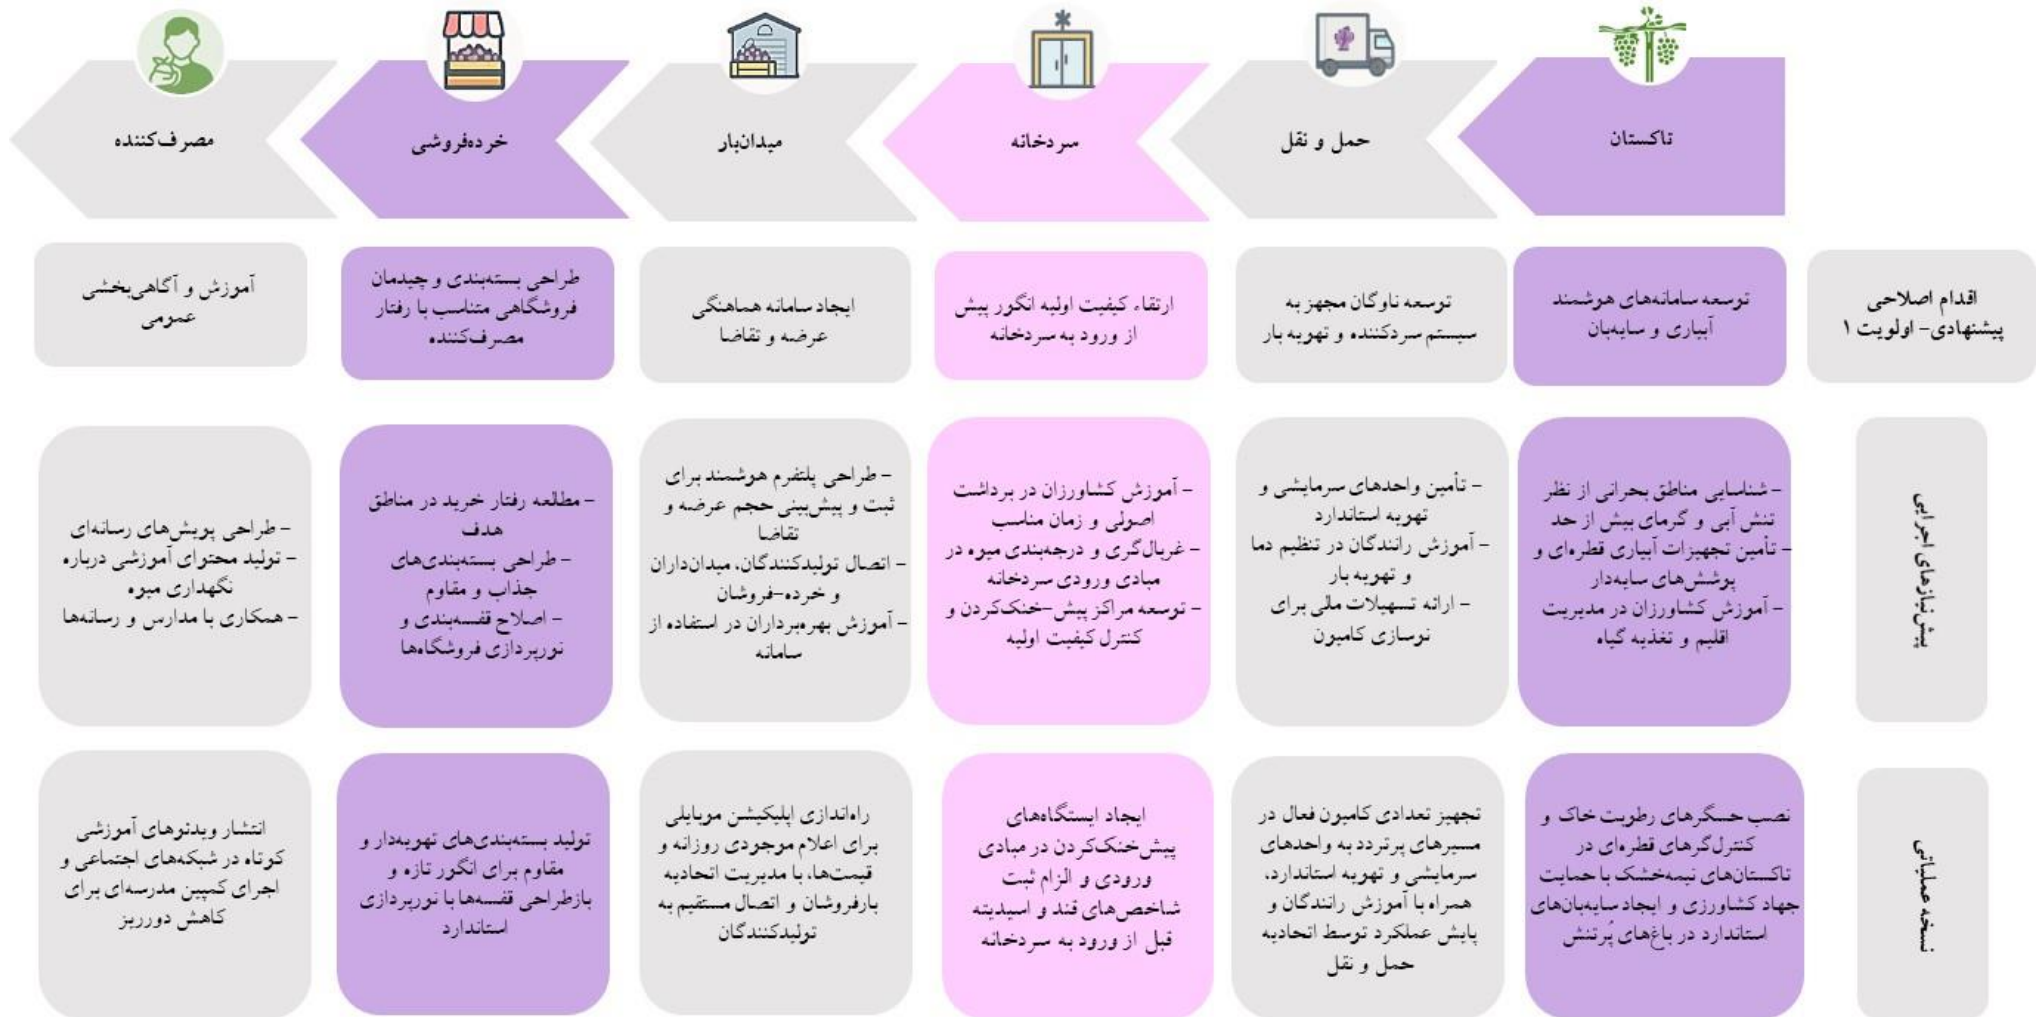 تاکستان
حمل و نقل
سردخانه
میدان‌بار
خرده‌فروشی
مصرف‌کننده
اقدام اصلاحی
پیشنهادی- اولویت ۱
توسعه سامانه‌های هوشمند
آبیاری و سایه‌بان
توسعه ناوگان مجهز به
سیستم سردکننده و تهویه بار
ارتقاء کیفیت اولیه انگور پیش
از ورود به سردخانه
ایجاد سامانه هماهنگی
عرضه و تقاضا
طراحی بسته‌بندی و چیدمان
فروشگاهی متناسب با رفتار
مصرف‌کننده
آموزش و آگاهی‌بخشی
عمومی
پیش‌نیازهای اجرایی
- شناسایی مناطق بحرانی از نظر
تنش آبی و گرمای بیش از حد
- تأمین تجهیزات آبیاری قطره‌ای و
پوشش‌های سایه‌دار
- آموزش کشاورزان در مدیریت
اقلیم و تغذیه گیاه
- تأمین واحدهای سرمایشی و
تهویه استاندارد
- آموزش رانندگان در تنظیم دما
و تهویه بار
- ارائه تسهیلات مالی برای
نوسازی کامیون
- آموزش کشاورزان در برداشت
اصولی و زمان مناسب
- غربال‌گری و درجه‌بندی میوه در
مبادی ورودی سردخانه
- توسعه مراکز پیش-خنک‌کردن و
کنترل کیفیت اولیه
- طراحی پلتفرم هوشمند برای
ثبت و پیش‌بینی حجم عرضه و
تقاضا
- اتصال تولیدکنندگان، میدان‌داران
و خرده-فروشان
- آموزش بهره‌برداران در استفاده از
سامانه
- مطالعه رفتار خرید در مناطق
هدف
- طراحی بسته‌بندی‌های
جذاب و مقاوم
- اصلاح قفسه‌بندی و
نورپردازی فروشگاه‌ها
- طراحی پویش‌های رسانه‌ای
- تولید محتوای آموزشی درباره
نگهداری میوه
- همکاری با مدارس و رسانه‌ها
نسخه عملیاتی
نصب حسگرهای رطوبت خاک و
کنترل‌گرهای قطره‌ای در
تاکستان‌های نیمه‌خشک با حمایت
جهاد کشاورزی و ایجاد سایه‌بان‌های
استاندارد در باغ‌های پُرتنش
تجهیز تعدادی کامیون فعال در
مسیرهای پرتردد به واحدهای
سرمایشی و تهویه استاندارد،
همراه با آموزش رانندگان و
پایش عملکرد توسط اتحادیه
حمل و نقل
ایجاد ایستگاه‌های
پیش‌خنک‌کردن در مبادی
ورودی و الزام ثبت
شاخص‌های قند و اسیدیته
قبل از ورود به سردخانه
راه‌اندازی اپلیکیشن موبایلی
برای اعلام موجودی روزانه و
قیمت‌ها، با مدیریت اتحادیه
بارفروشان و اتصال مستقیم به
تولیدکنندگان
تولید بسته‌بندی‌های تهویه‌دار و
مقاوم برای انگور تازه و
بازطراحی قفسه‌ها با نورپردازی
استاندارد
انتشار ویدئوهای آموزشی
کوتاه در شبکه‌های اجتماعی و
اجرای کمپین مدرسه‌ای برای
کاهش دورریز